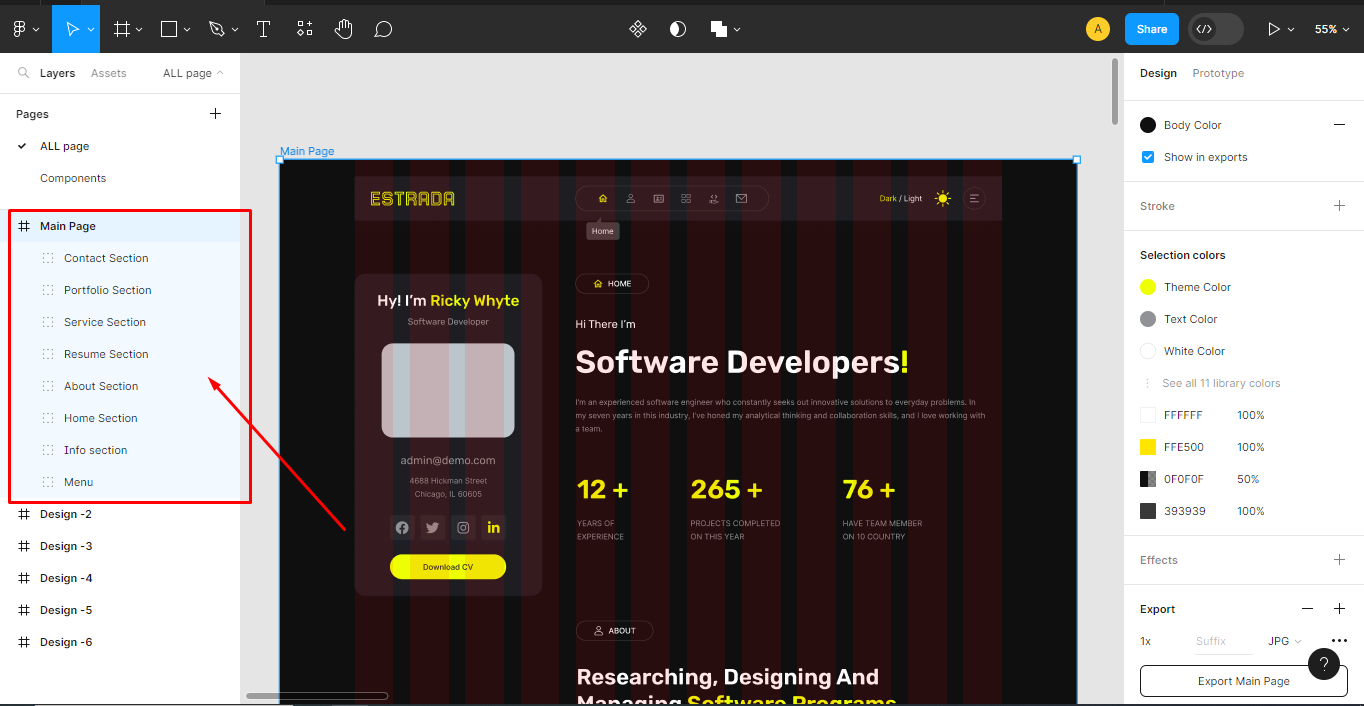 Share
55%
A
Layers
Assets
ALL page
Pages
ALL page
Components
Main Page
Contact Section
Portfolio Section
Service Section
Resume Section
About Section
Home Section
Info section
Menu
Design -2
Design -3
Design -4
Design -5
Design -6
Main Page
ESTRADA
Dark / Light
Home
Hy! I’m Ricky Whyte
Software Developer
admin@demo.com
4688 Hickman Street
Chicago, IL 60605
in
Download CV
HOME
Hi There I’m
Software Developers!
I'm an experienced software engineer who constantly seeks out innovative solutions to everyday problems. In
my seven years in this industry, I've honed my analytical thinking and collaboration skills, and I love working with
a team.
12 +
YEARS OF
EXPERIENCE
265 +
PROJECTS COMPLETED
ON THIS YEAR
76 +
HAVE TEAM MEMBER
ON 10 COUNTRY
ABOUT
Researching, Designing And
Managing Software Programs
Design
Prototype
Body Color
Show in exports
Stroke
Selection colors
Theme Color
Text Color
White Color
See all 11 library colors
FFFFFF 100%
FFE500 100%
0F0F0F 50%
393939 100%
Effects
Export
1x Suffix JPG
?
Export Main Page